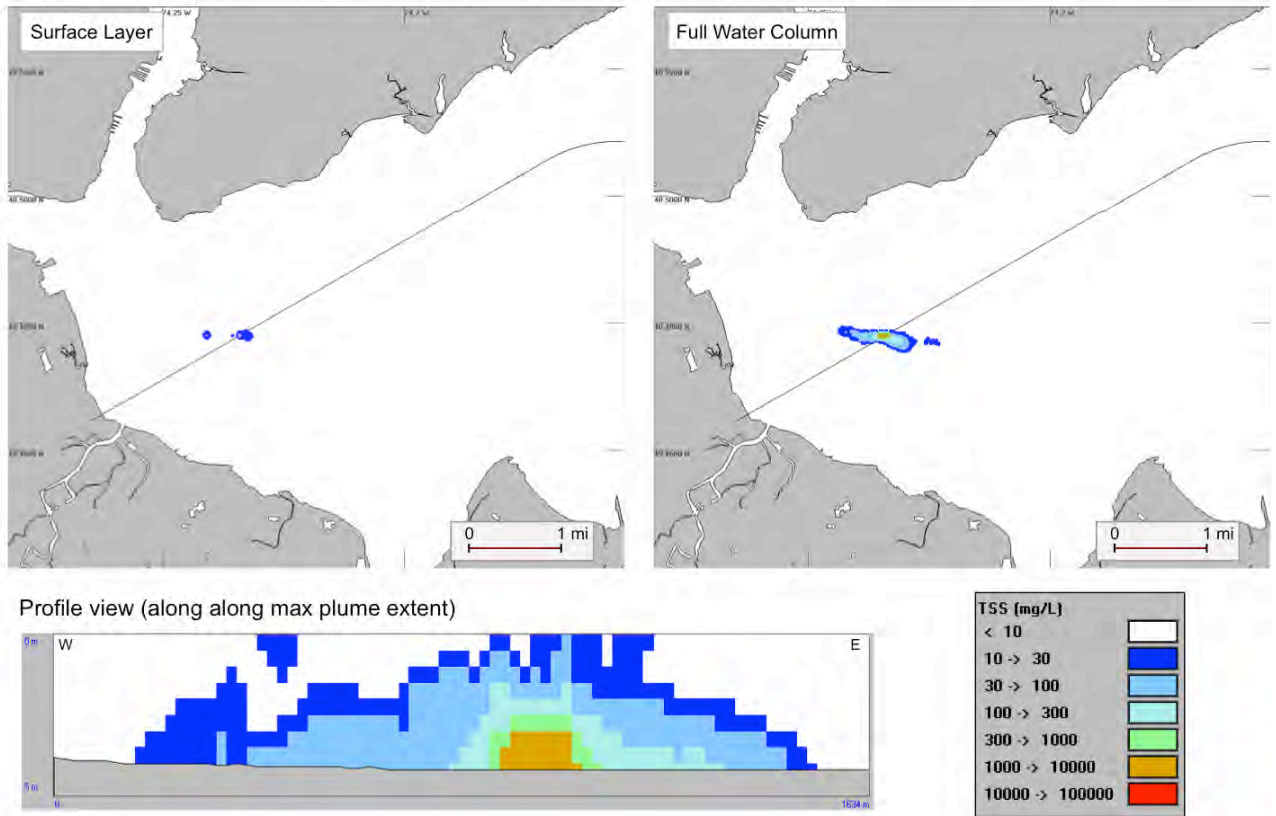 Surface Layer
Full Water Column
0 1 mi
0 1 mi
Profile view (along along max plume extent)
0 m
W
E
5 m
0
1634 m
TSS (mg/L)
< 10
10 -> 30
30 -> 100
100 -> 300
300 -> 1000
1000 -> 10000
10000 -> 100000